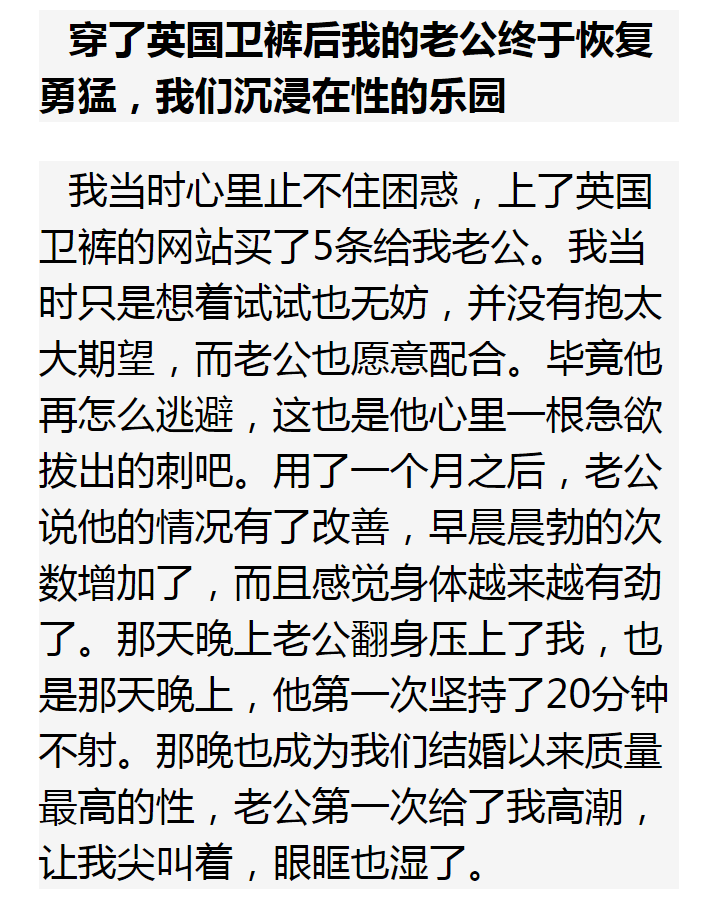 穿了英国卫裤后我的老公终于恢复
勇猛，我们沉浸在性的乐园
我当时心里止不住困惑，上了英国
卫裤的网站买了5条给我老公。我当
时只是想着试试也无妨，并没有抱太
大期望，而老公也愿意配合。毕竟他
再怎么逃避，这也是他心里一根急欲
拔出的刺吧。用了一个月之后，老公
说他的情况有了改善，早晨晨勃的次
数增加了，而且感觉身体越来越有劲
了。那天晚上老公翻身压上了我，也
是那天晚上，他第一次坚持了20分钟
不射。那晚也成为我们结婚以来质量
最高的性，老公第一次给了我高潮，
让我尖叫着，眼眶也湿了。